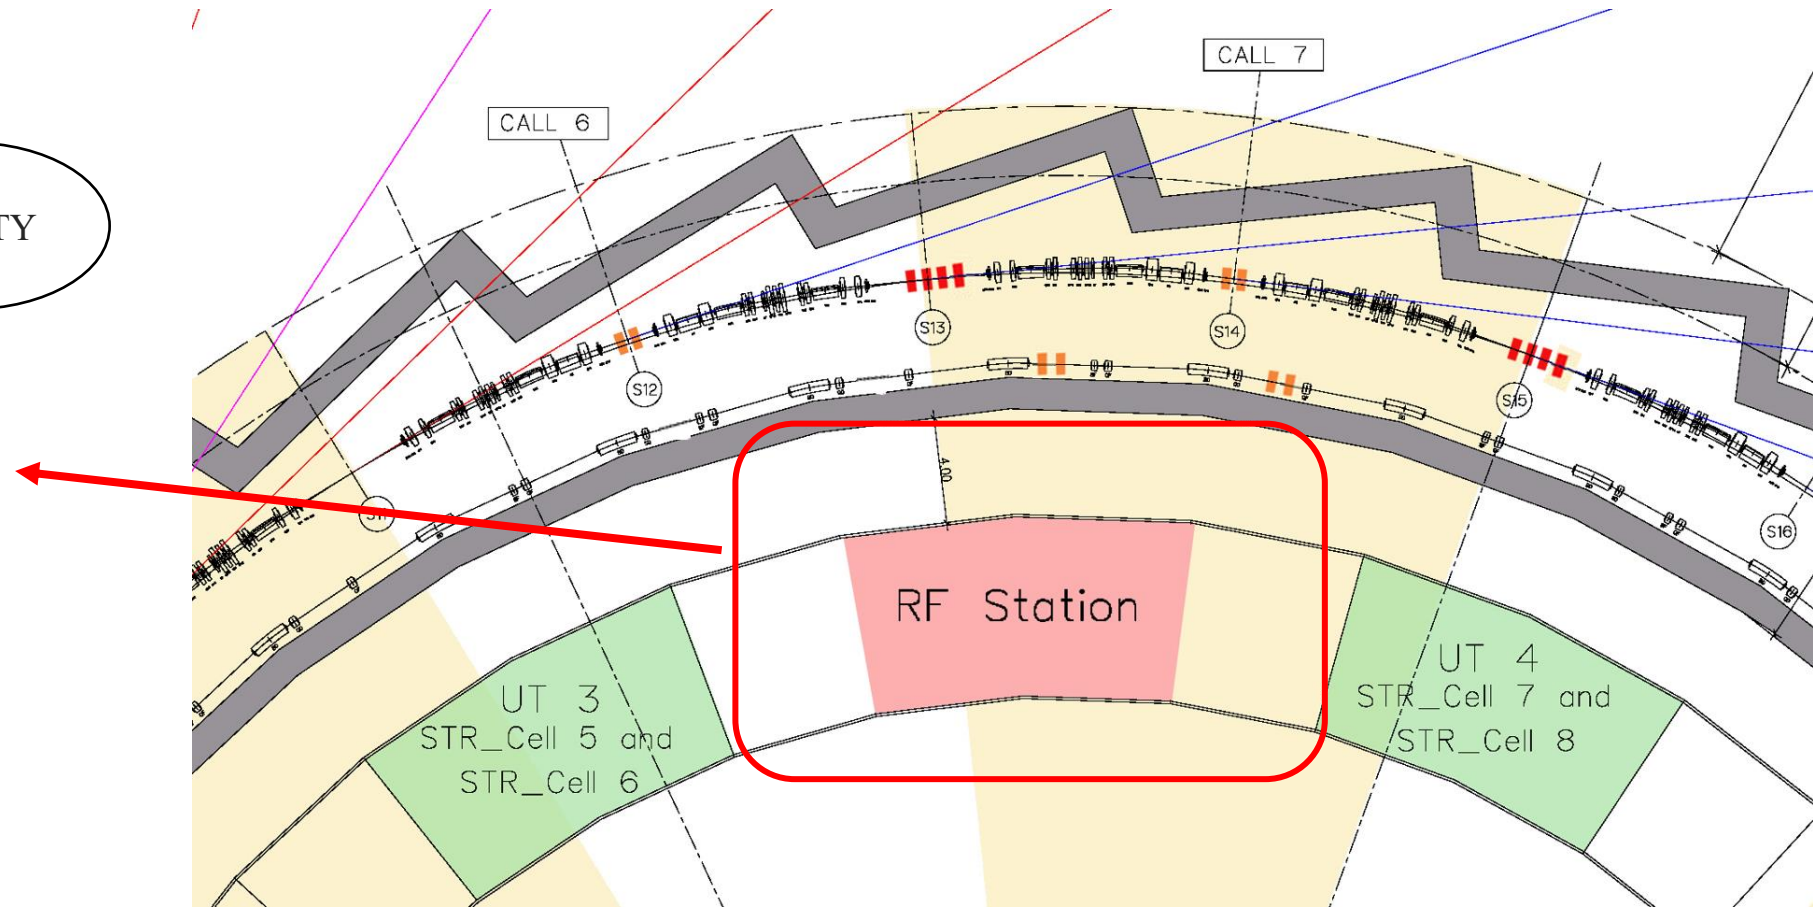 CALL 7
CALL 6
TY
S13
S14
S12
S15
S11
S16
4.00
RF Station
UT 3
STR_Cell 5 and
STR_Cell 6
UT 4
STR_Cell 7 and
STR_Cell 8